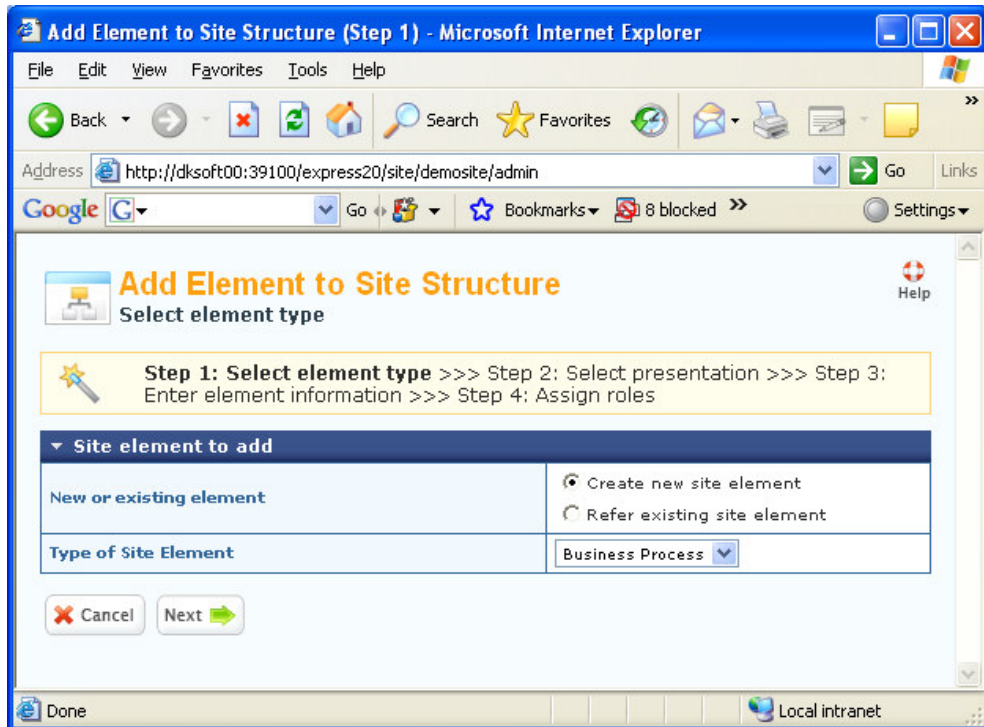 Add Element to Site Structure (Step 1) - Microsoft Internet Explorer
File Edit View Favorites Tools Help
Back Search Favorites »
Address http://dksoft00:39100/express20/site/demosite/admin Go Links
Google G Go Bookmarks 8 blocked » Settings
Add Element to Site Structure
Help
Select element type
Step 1: Select element type >>> Step 2: Select presentation >>> Step 3:
Enter element information >>> Step 4: Assign roles
Site element to add
New or existing element
Create new site element
Refer existing site element
Type of Site Element Business Process
Cancel Next
Done Local intranet